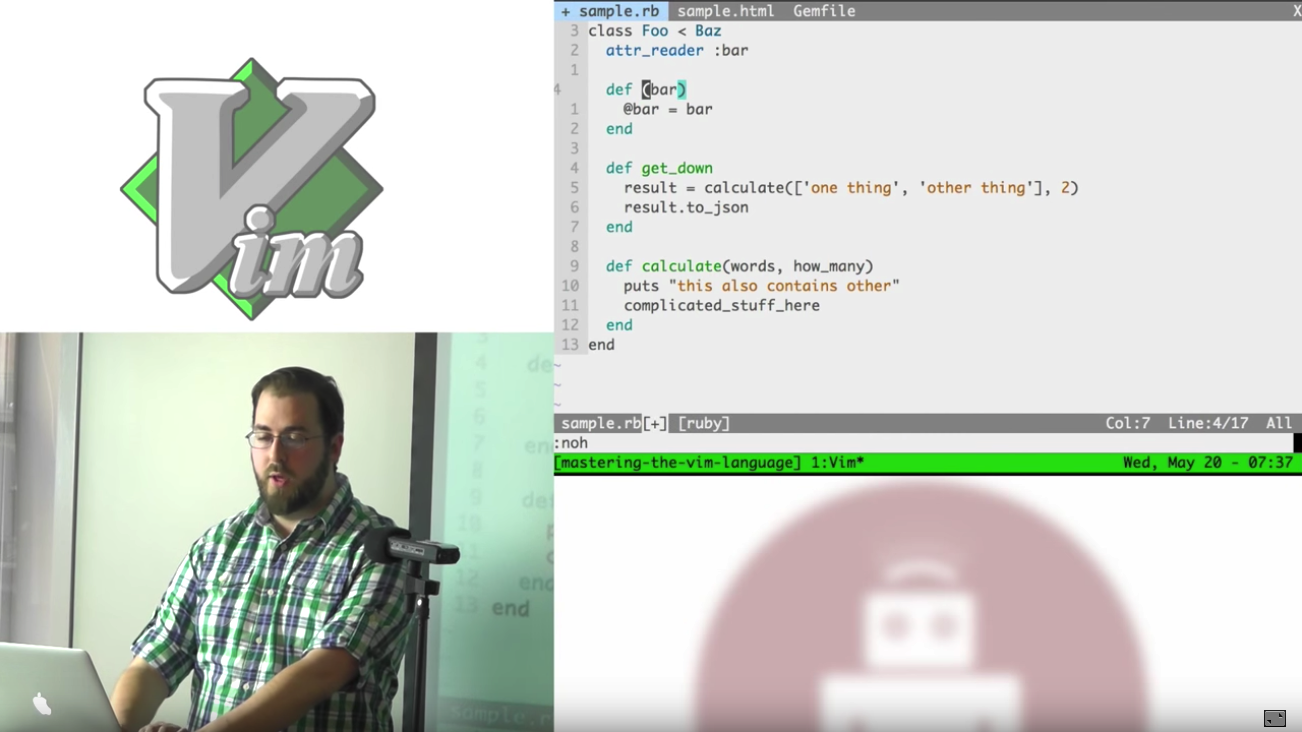 Vim
+ sample.rb sample.html Gemfile X
3 class Foo < Baz
2 attr_reader :bar
1
4 def (bar)
1 @bar = bar
2 end
3
4 def get_down
5 result = calculate(['one thing', 'other thing'], 2)
6 result.to_json
7 end
8
9 def calculate(words, how_many)
10 puts "this also contains other"
11 complicated_stuff_here
12 end
13 end
~
~
~
sample.rb[+] [ruby] Col:7 Line:4/17 All
:noh
[mastering-the-vim-language] 1:Vim* Wed, May 20 - 07:37
3
4 de
5
6
7 en
8
9 de
10
11
12 end
13 end
sample.r